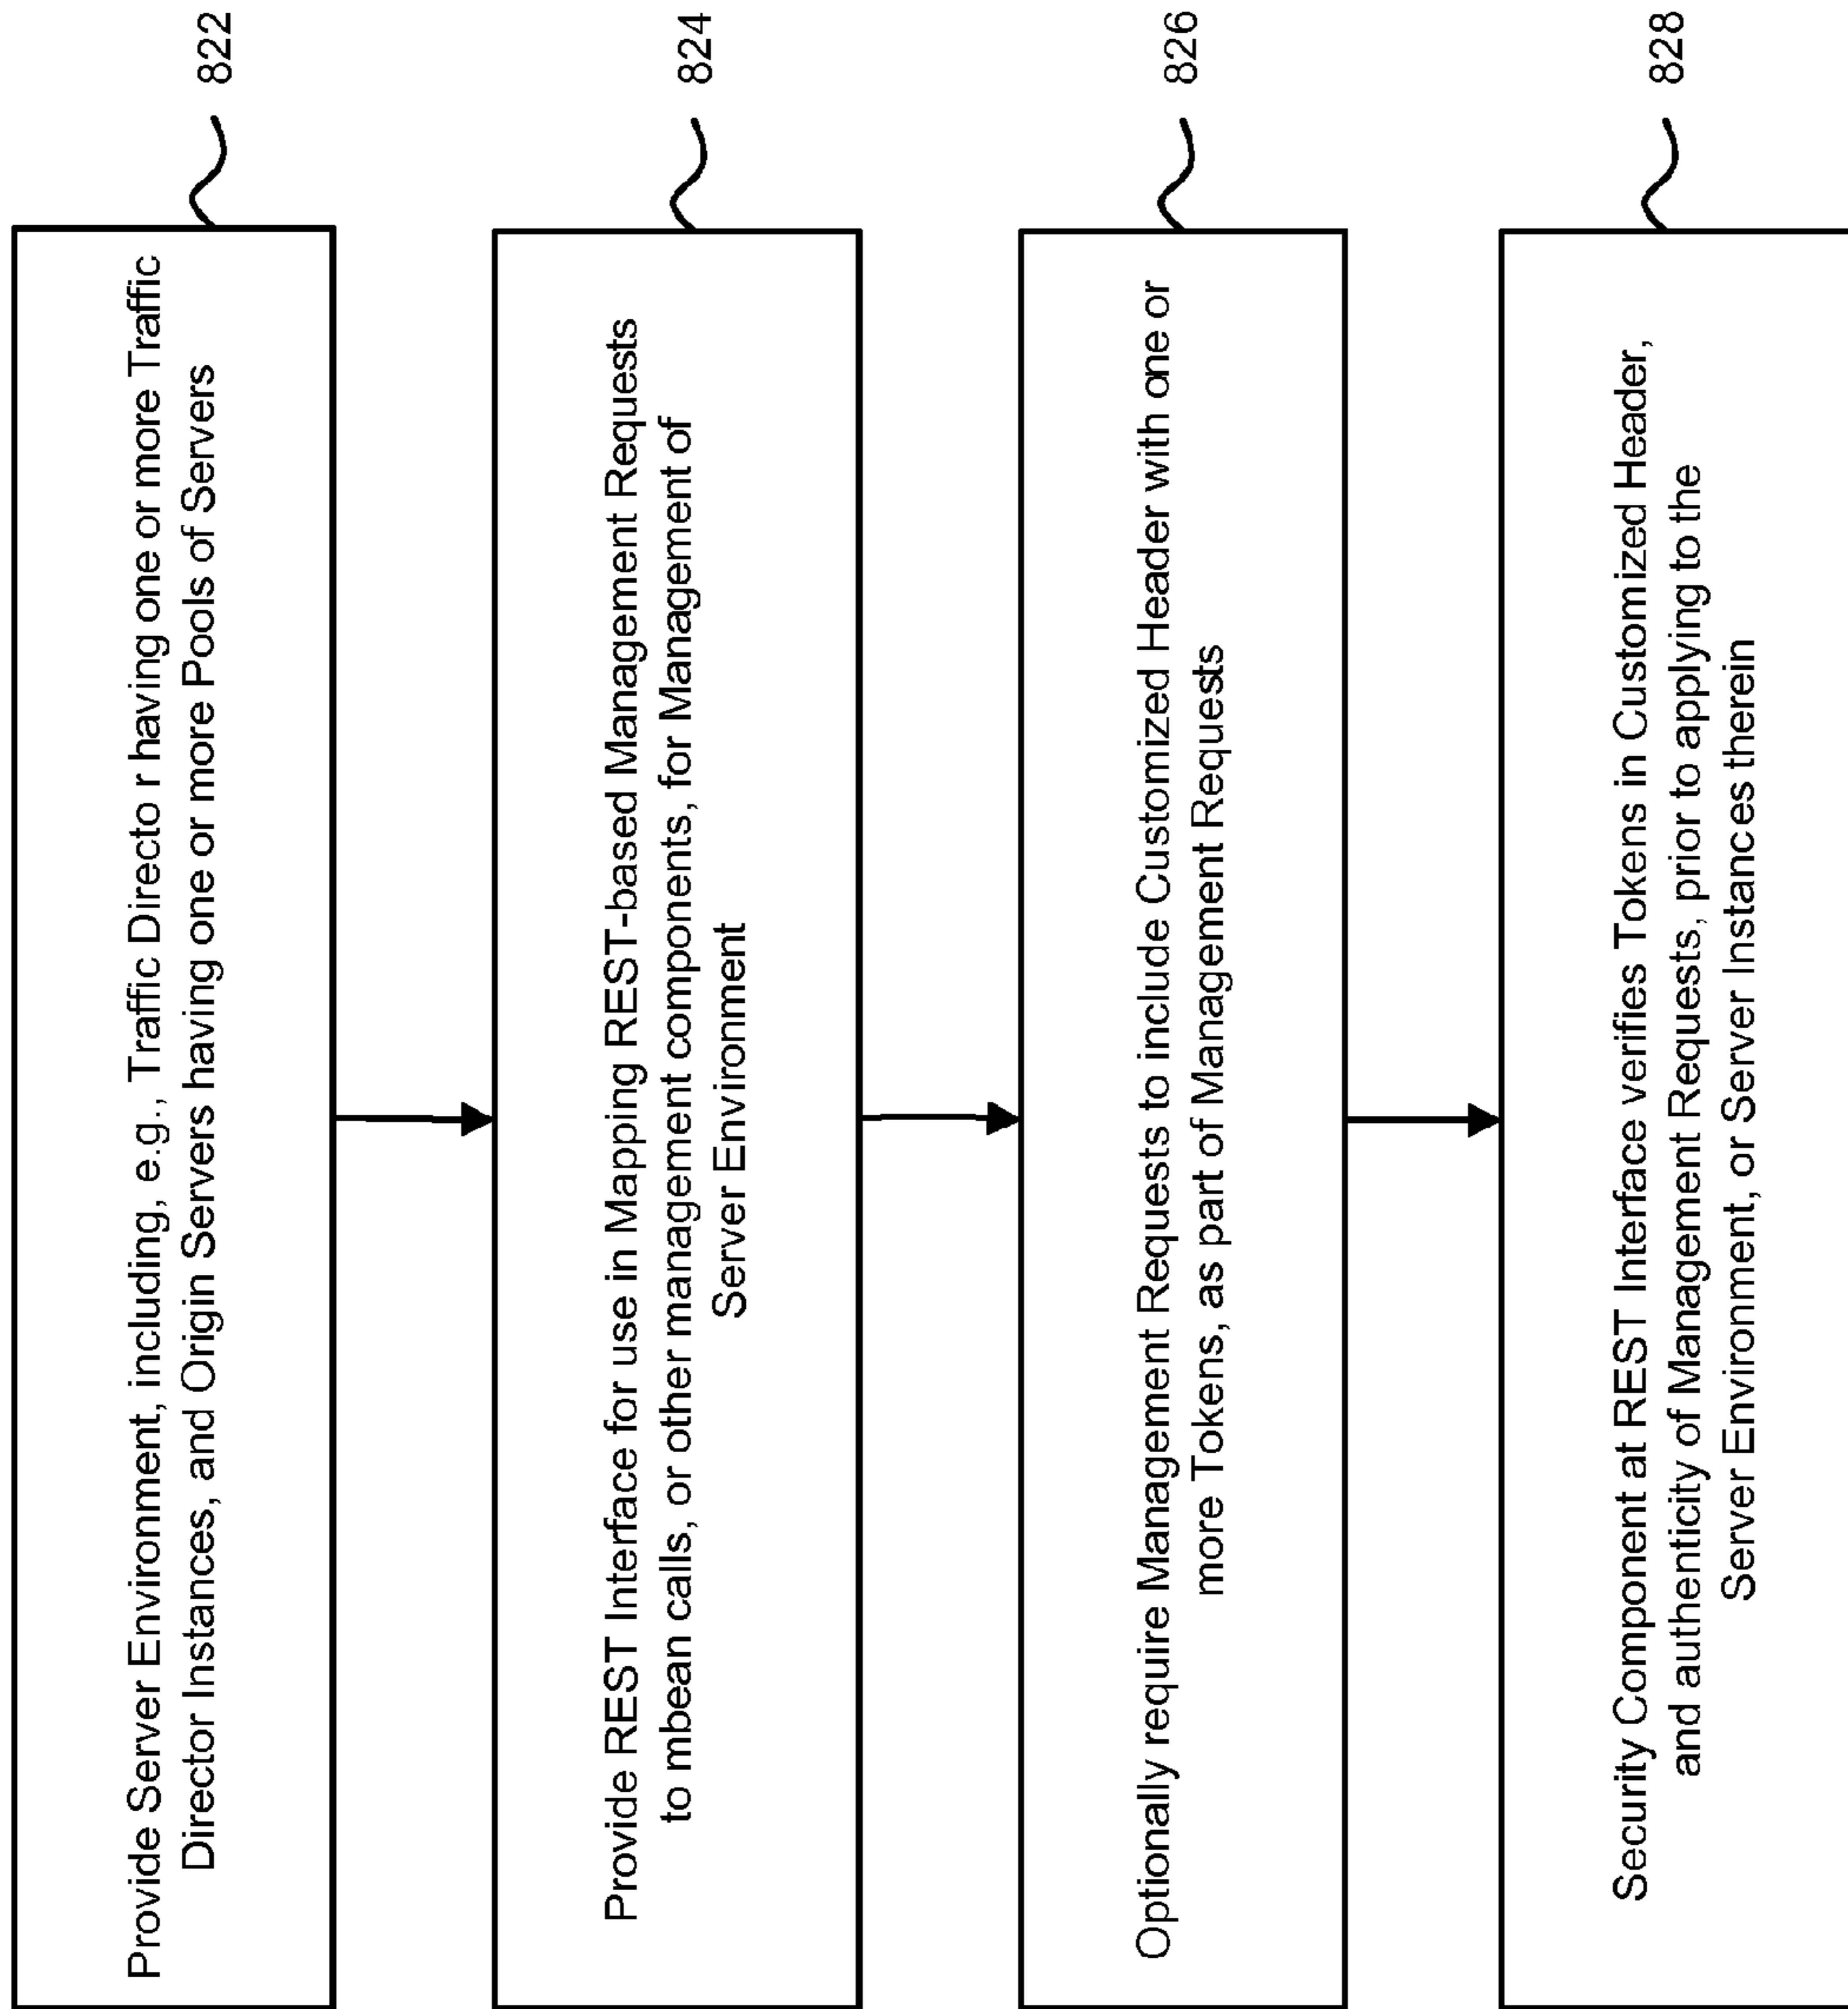 Provide Server Environment, including, e.g., Traffic Director having one or more Traffic
Director Instances, and Origin Servers having one or more Pools of Servers
822
Provide REST Interface for use in Mapping REST-based Management Requests
to mbean calls, or other management components, for Management of
Server Environment
824
Optionally require Management Requests to include Customized Header with one or
more Tokens, as part of Management Requests
826
Security Component at REST Interface verifies Tokens in Customized Header,
and authenticity of Management Requests, prior to applying to the
Server Environment, or Server Instances therein
828